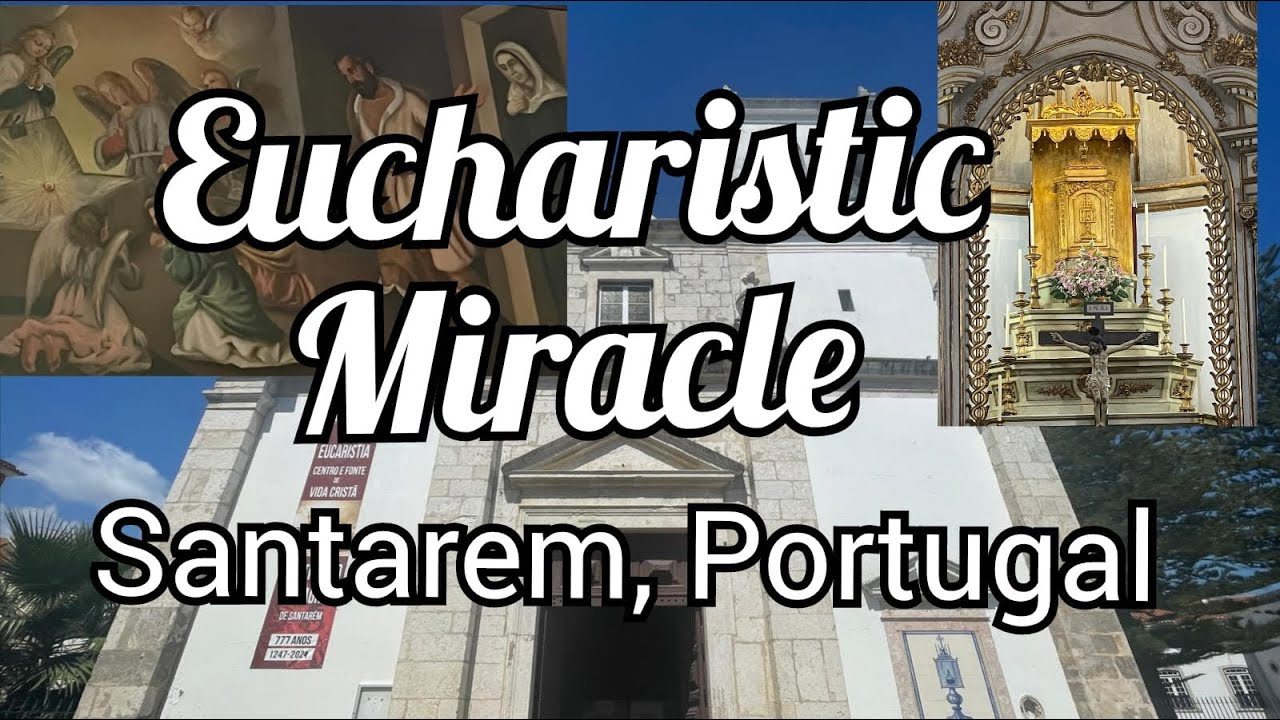 Eucharistic
Miracle
Santarem, Portugal
EUCARISTIA
CENTRO E FONTE
DE
VIDA CRISTÃ
DE SANTARÉM
777 ANOS
1247-2024
I.N.R.I